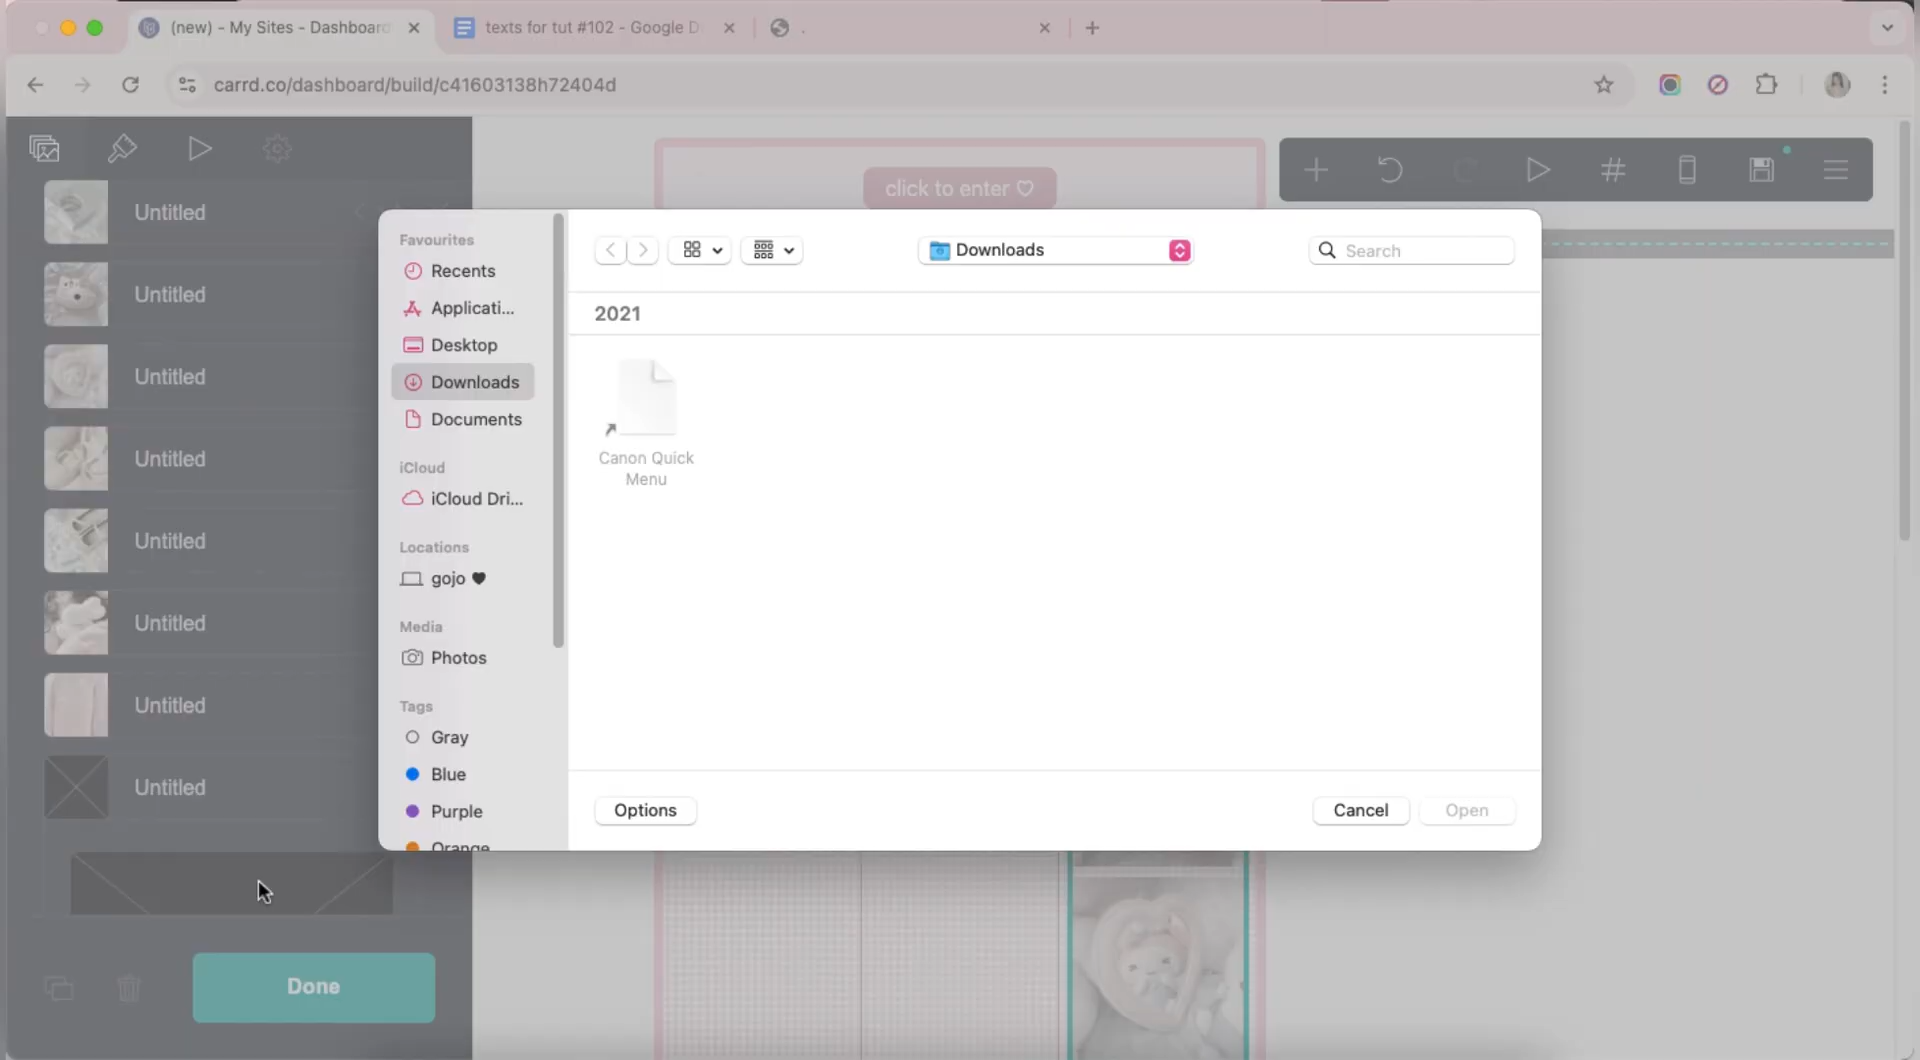 (new) - My Sites - Dashboard
texts for tut #102 - Google D
.
carrd.co/dashboard/build/c41603138h72404d
click to enter ♡
Untitled
Untitled
Untitled
Untitled
Untitled
Untitled
Untitled
Untitled
Done
Favourites
Recents
Applicati...
Desktop
Downloads
Documents
iCloud
iCloud Dri...
Locations
gojo 🖤
Media
Photos
Tags
Gray
Blue
Purple
Orange
Downloads
Search
2021
Canon Quick
Menu
Options
Cancel
Open